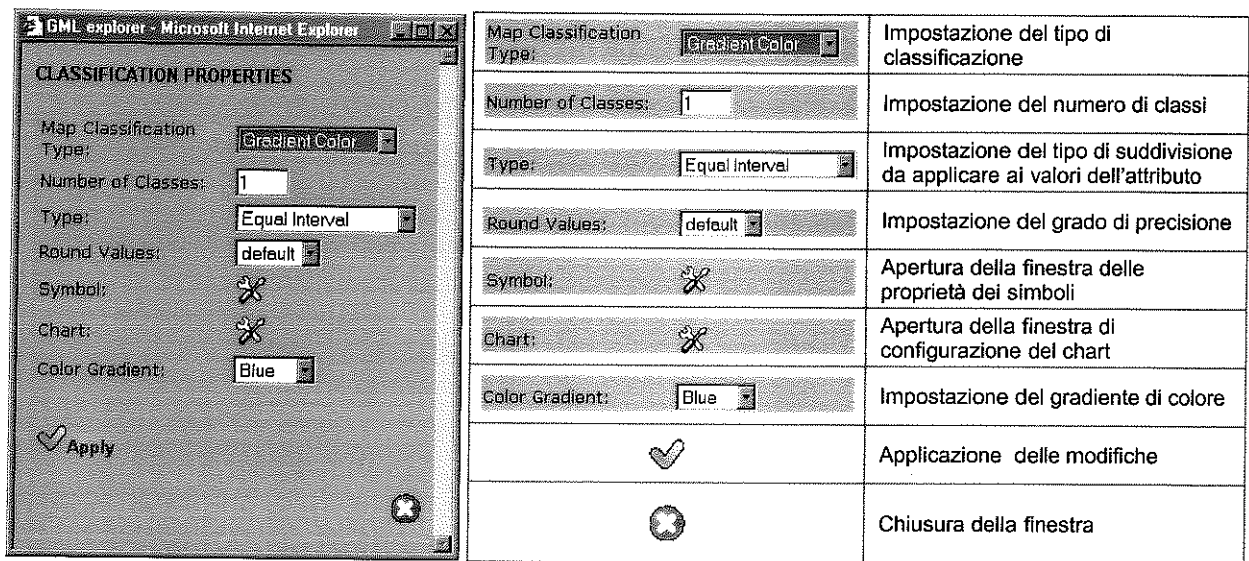 GML explorer - Microsoft Internet Explorer
CLASSIFICATION PROPERTIES
Map Classification
Type:
Gradient Color
Number of Classes:
1
Type:
Equal Interval
Round Values:
default
Symbol:
Chart:
Color Gradient:
Blue
Apply
Map Classification
Type:
Gradient Color
Impostazione del tipo di
classificazione
Number of Classes:
1
Impostazione del numero di classi
Type:
Equal Interval
Impostazione del tipo di suddivisione
da applicare ai valori dell'attributo
Round Values:
default
Impostazione del grado di precisione
Symbol:
Apertura della finestra delle
proprietà dei simboli
Chart:
Apertura della finestra di
configurazione del chart
Color Gradient:
Blue
Impostazione del gradiente di colore
Applicazione delle modifiche
Chiusura della finestra